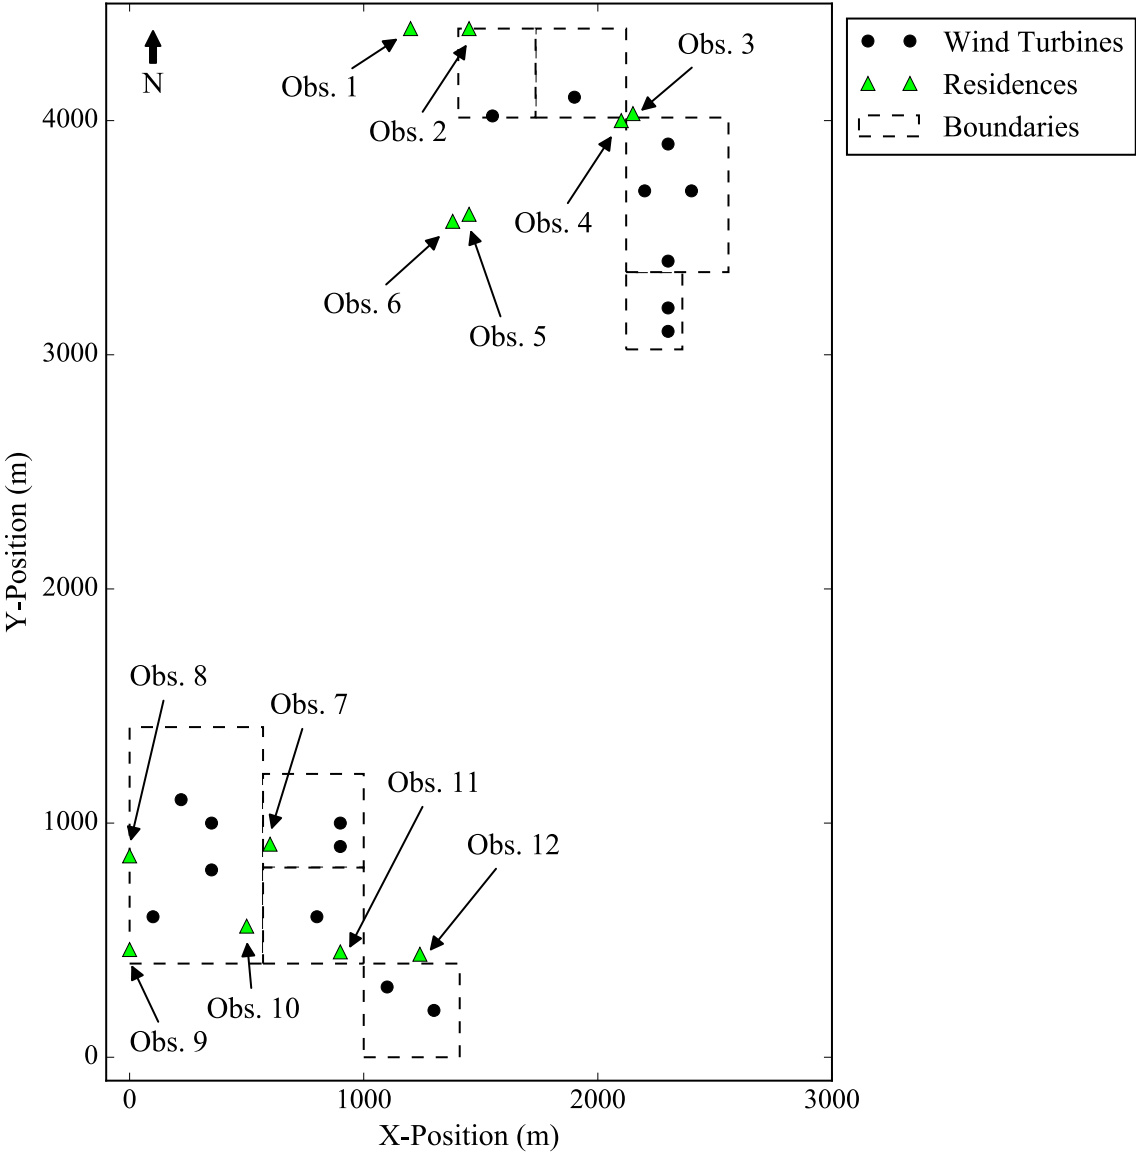 N
Obs. 1
Obs. 2
Obs. 3
Obs. 4
Obs. 6
Obs. 5
Obs. 8
Obs. 7
Obs. 11
Obs. 12
Obs. 10
Obs. 9
Wind Turbines
Residences
Boundaries
4000
3000
2000
1000
0
Y-Position (m)
0
1000
2000
3000
X-Position (m)